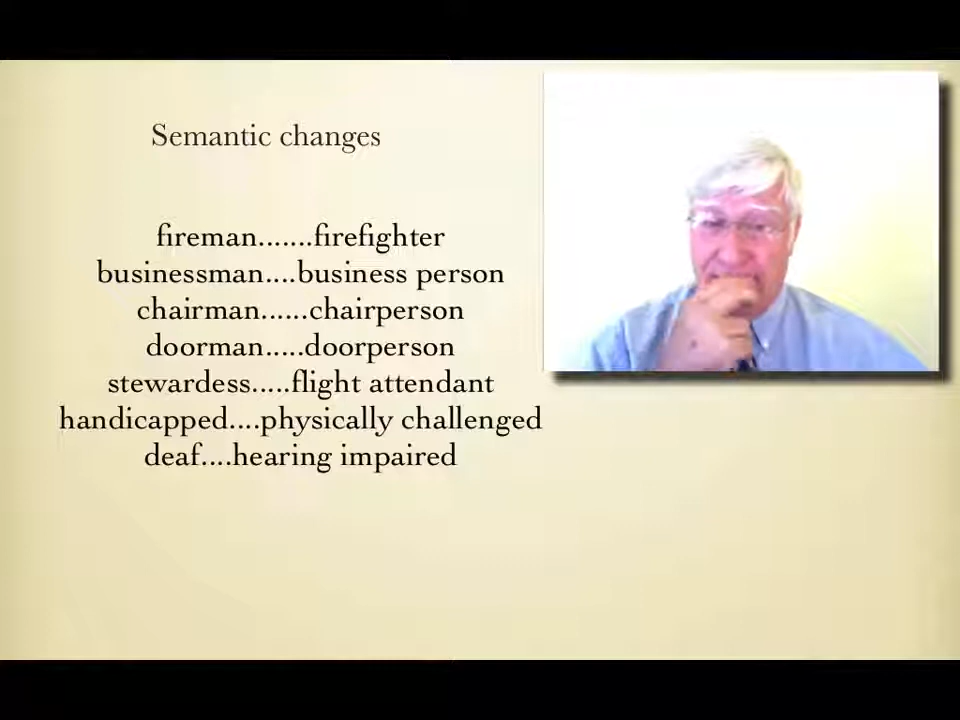 Semantic changes
fireman.......firefighter
businessman....business person
chairman......chairperson
doorman.....doorperson
stewardess.....flight attendant
handicapped....physically challenged
deaf....hearing impaired